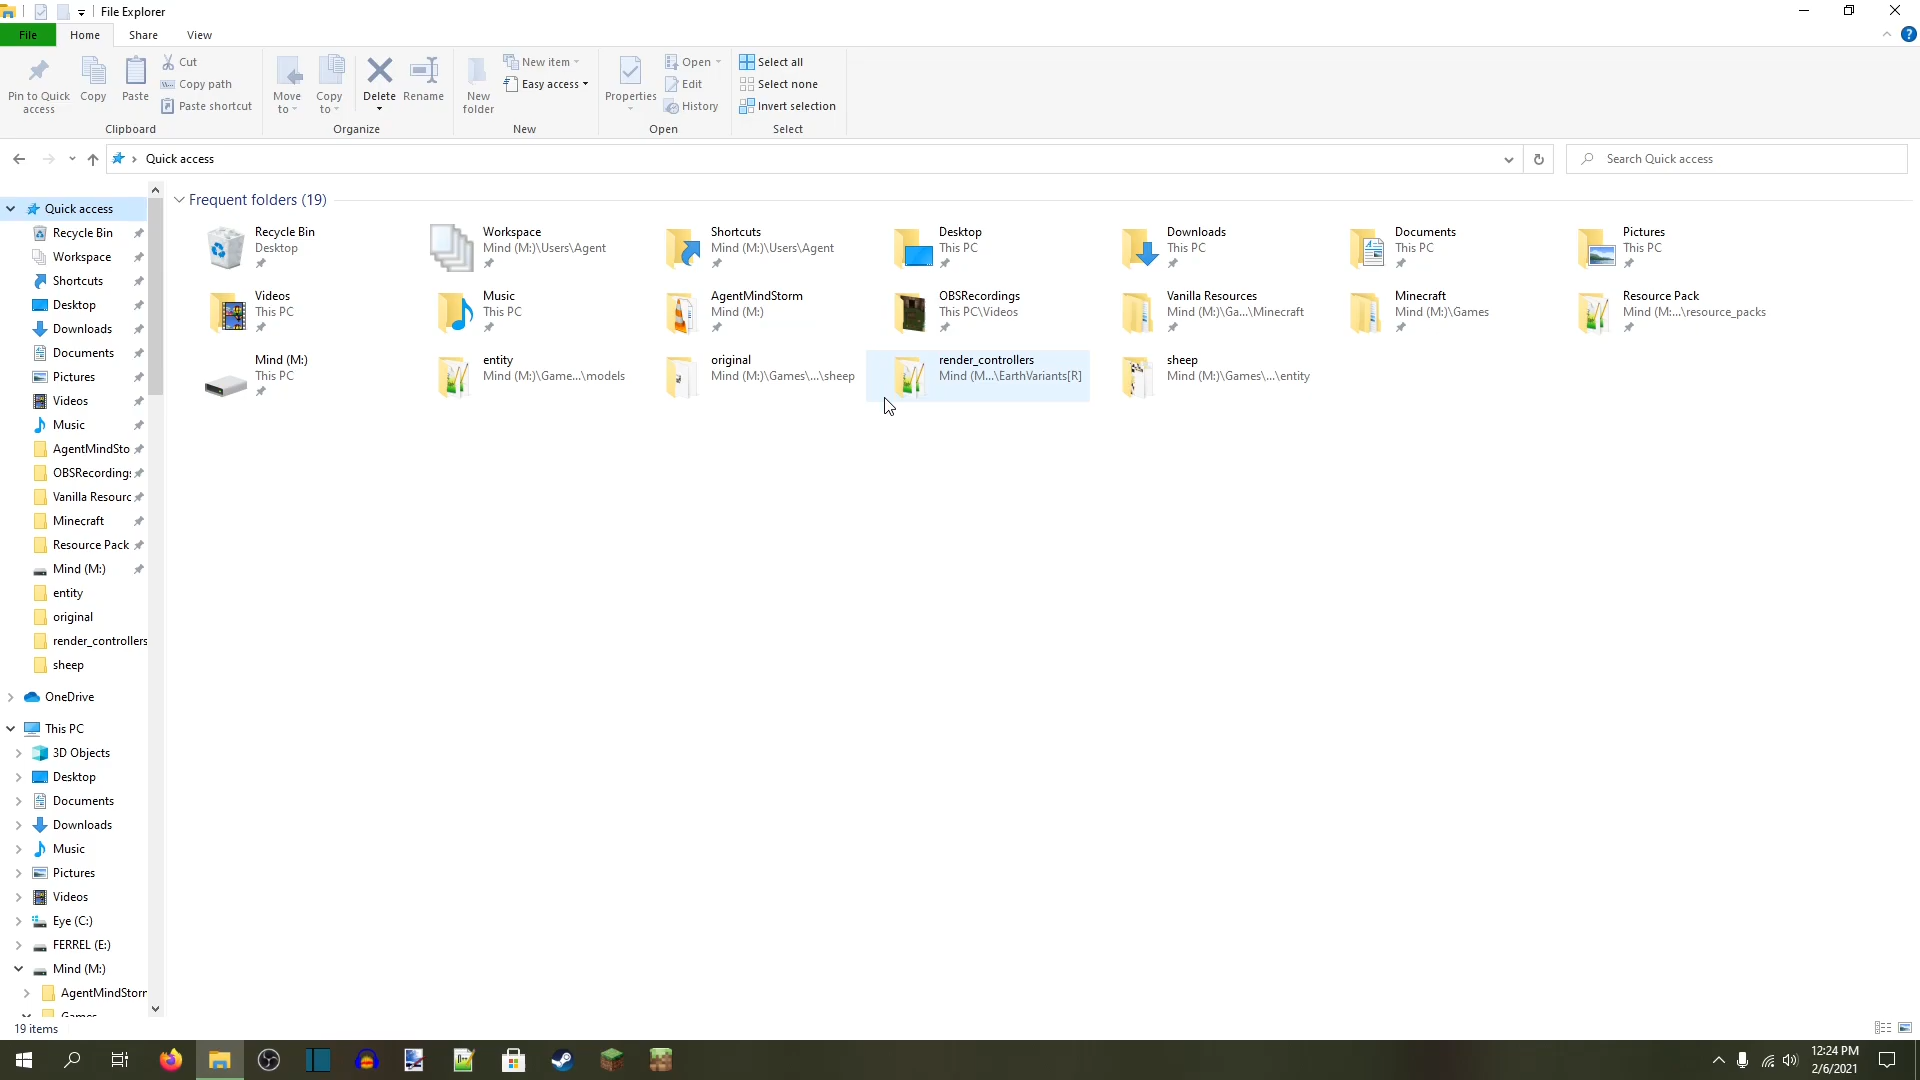 File Explorer
File Home Share View
Pin to Quick access
Copy
Paste
Cut
Copy path
Paste shortcut
Clipboard
Move to
Copy to
Delete
Rename
Organize
New folder
New item
Easy access
New
Properties
Open
Edit
History
Open
Select all
Select none
Invert selection
Select
Quick access
Search Quick access
Quick access
Recycle Bin
Workspace
Shortcuts
Desktop
Downloads
Documents
Pictures
Videos
Music
AgentMindSto
OBSRecordings
Vanilla Resourc
Minecraft
Resource Pack
Mind (M:)
entity
original
render_controllers
sheep
OneDrive
This PC
3D Objects
Desktop
Documents
Downloads
Music
Pictures
Videos
Eye (C:)
FERREL (E:)
Mind (M:)
AgentMindStorm
Games
Frequent folders (19)
Recycle Bin
Desktop
Workspace
Mind (M:)\Users\Agent
Shortcuts
Mind (M:)\Users\Agent
Desktop
This PC
Downloads
This PC
Documents
This PC
Pictures
This PC
Videos
This PC
Music
This PC
AgentMindStorm
Mind (M:)
OBSRecordings
This PC\Videos
Vanilla Resources
Mind (M:)\Ga...\Minecraft
Minecraft
Mind (M:)\Games
Resource Pack
Mind (M:...\resource_packs
Mind (M:)
This PC
entity
Mind (M:)\Game...\models
original
Mind (M:)\Games\...\sheep
render_controllers
Mind (M...\EarthVariants[R]
sheep
Mind (M:)\Games\...\entity
19 items
12:24 PM
2/6/2021